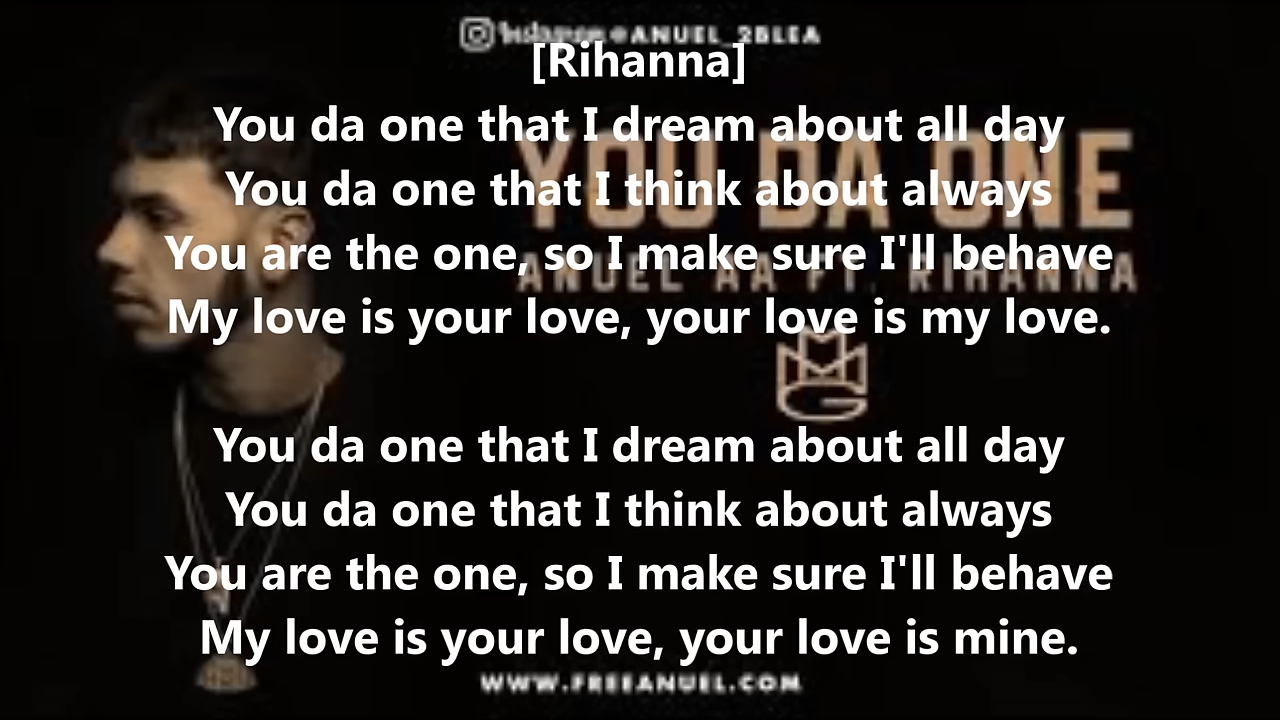 Instagram @ANUEL_2BLEA
[Rihanna]
You da one that I dream about all day
YOU DA ONE
You da one that I think about always
You are the one, so I make sure I'll behave
ANUEL AA FT. RIHANNA
My love is your love, your love is my love.
MMG
You da one that I dream about all day
You da one that I think about always
You are the one, so I make sure I'll behave
My love is your love, your love is mine.
WWW.FREEANUEL.COM